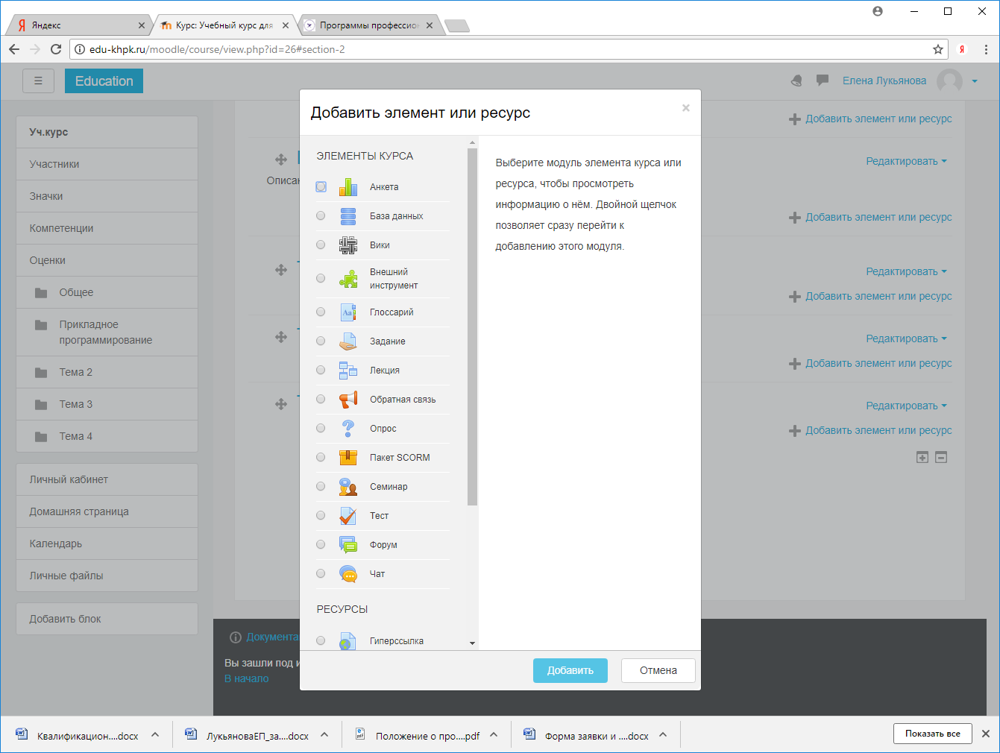 Яндекс
Курс: Учебный курс для
Программы профессион
edu-khpk.ru/moodle/course/view.php?id=26#section-2
Education
Елена Лукьянова
Уч.курс
Участники
Значки
Компетенции
Оценки
Общее
Прикладное
программирование
Тема 2
Тема 3
Тема 4
Личный кабинет
Домашняя страница
Календарь
Личные файлы
Добавить блок
Добавить элемент или ресурс
Редактировать
Описан
Добавить элемент или ресурс
Редактировать
Добавить элемент или ресурс
Редактировать
Добавить элемент или ресурс
Редактировать
Добавить элемент или ресурс
Добавить элемент или ресурс
ЭЛЕМЕНТЫ КУРСА
Анкета
База данных
Вики
Внешний
инструмент
Глоссарий
Задание
Лекция
Обратная связь
Опрос
Пакет SCORM
Семинар
Тест
Форум
Чат
РЕСУРСЫ
Гиперссылка
Выберите модуль элемента курса или
ресурса, чтобы просмотреть
информацию о нём. Двойной щелчок
позволяет сразу перейти к
добавлению этого модуля.
Добавить
Отмена
Документа
Вы зашли под и
В начало
Квалификацион....docx
ЛукьяноваЕП_за....docx
Положение о про....pdf
Форма заявки и ....docx
Показать все